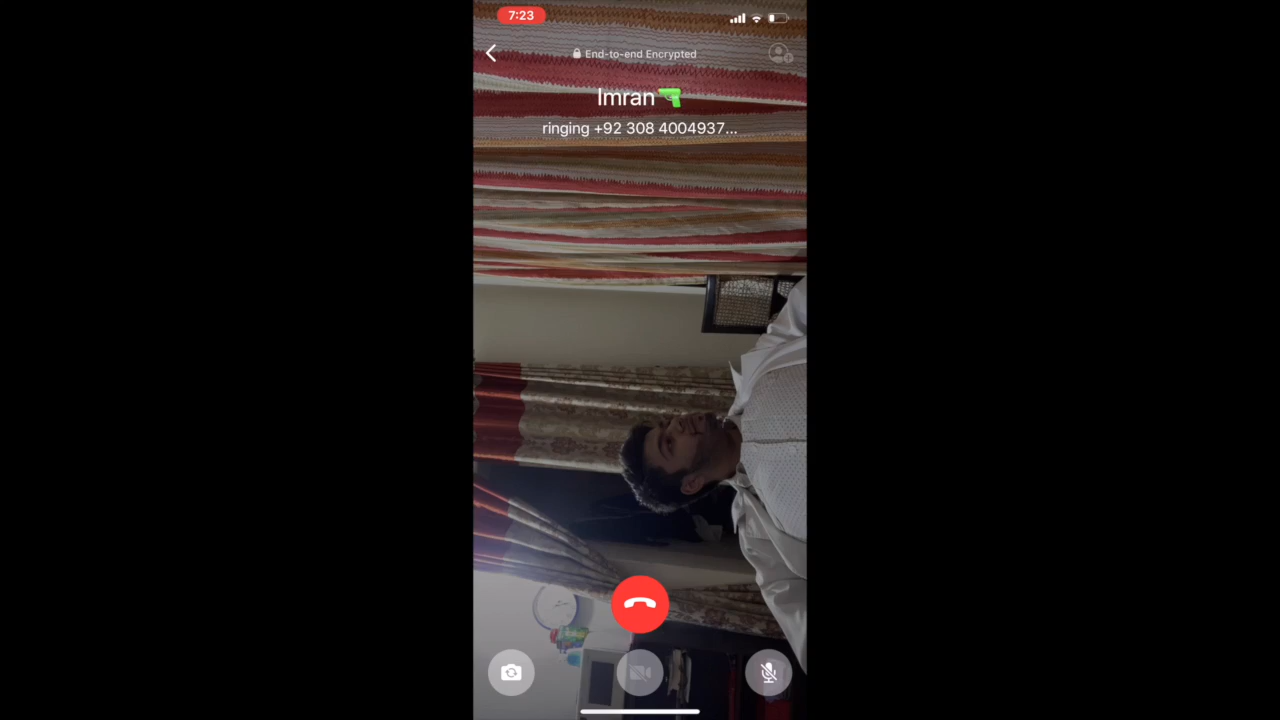 7:23
End-to-end Encrypted
Imran🔫
ringing +92 308 4004937...